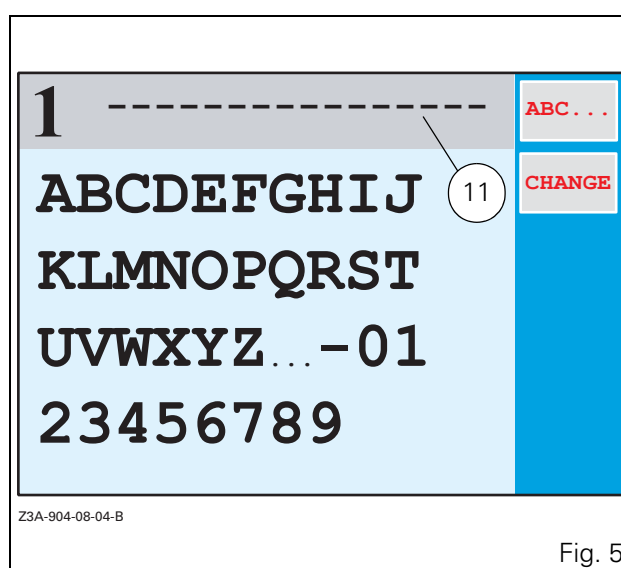 1 ---------------
ABC...
ABCDEFGHIJ
11
CHANGE
KLMNOPQRST
UVWXYZ...-01
23456789
Z3A-904-08-04-B
Fig. 5